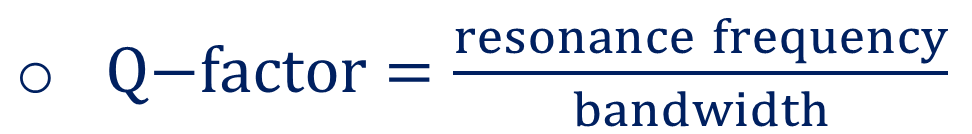 ○ Q−factor = resonance frequency / bandwidth